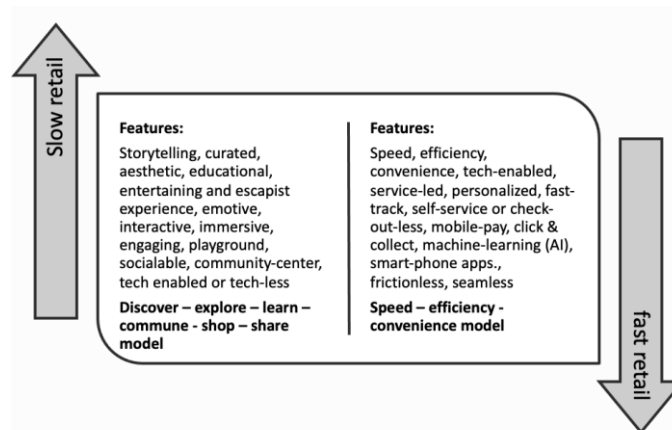 Slow retail
Features:
Storytelling, curated,
aesthetic, educational,
entertaining and escapist
experience, emotive,
interactive, immersive,
engaging, playground,
socialable, community-center,
tech enabled or tech-less
Discover – explore – learn –
commune - shop – share
model
Features:
Speed, efficiency,
convenience, tech-enabled,
service-led, personalized, fast-
track, self-service or check-
out-less, mobile-pay, click &
collect, machine-learning (AI),
smart-phone apps.,
frictionless, seamless
Speed – efficiency -
convenience model
fast retail